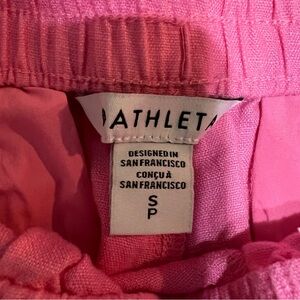 ATHLETA
DESIGNED IN
SAN FRANCISCO
CONÇU À
SAN FRANCISCO
S
P